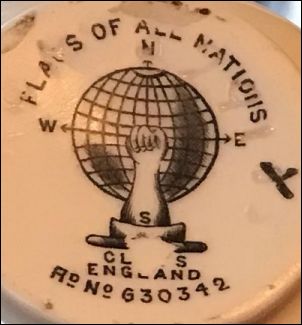 FLAGS OF ALL NATIONS
N
W E
S
CL S
ENGLAND
RD NO 630342